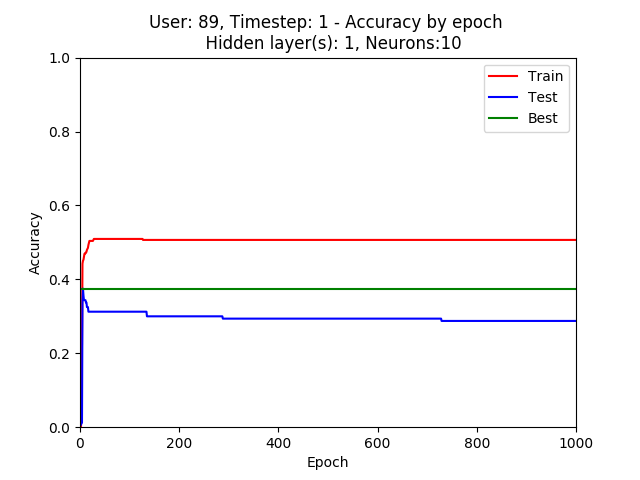 User: 89, Timestep: 1 - Accuracy by epoch
Hidden layer(s): 1, Neurons:10
1.0
0.8
0.6
0.4
0.2
0.0
Accuracy
Train
Test
Best
0
200
400
600
800
1000
Epoch